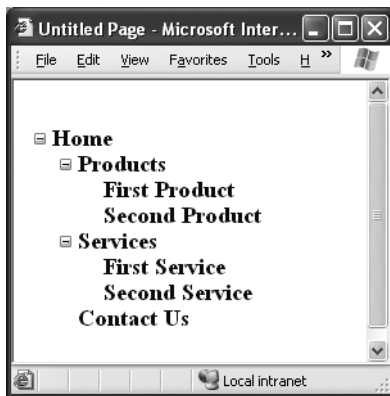 Untitled Page - Microsoft Inter...
File Edit View Favorites Tools H »
Home
Products
First Product
Second Product
Services
First Service
Second Service
Contact Us
Local intranet